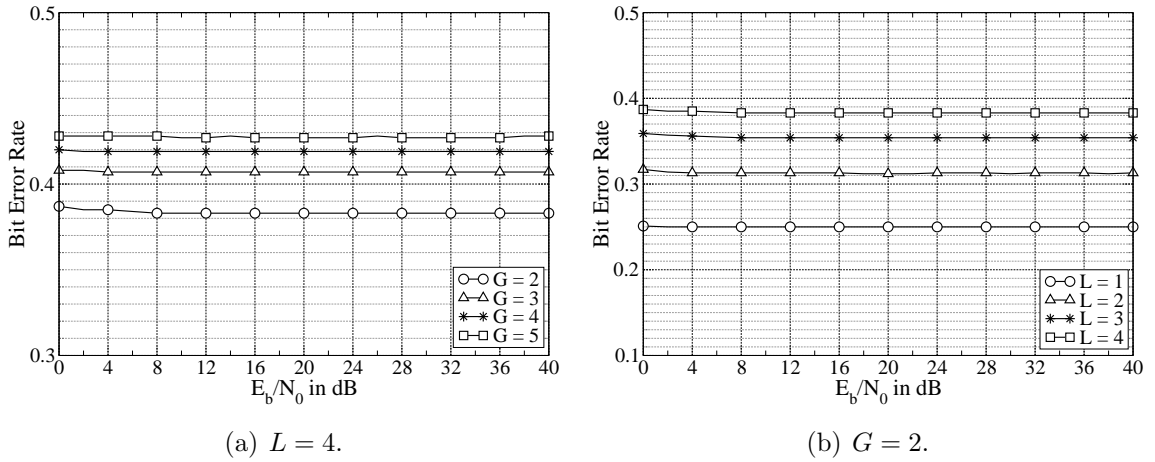 0.5
0.4
0.3
Bit Error Rate
0 4 8 12 16 20 24 28 32 36 40
E_b/N_0 in dB
G = 2
G = 3
G = 4
G = 5
(a) L = 4.
0.5
0.4
0.3
0.2
0.1
Bit Error Rate
0 4 8 12 16 20 24 28 32 36 40
E_b/N_0 in dB
L = 1
L = 2
L = 3
L = 4
(b) G = 2.